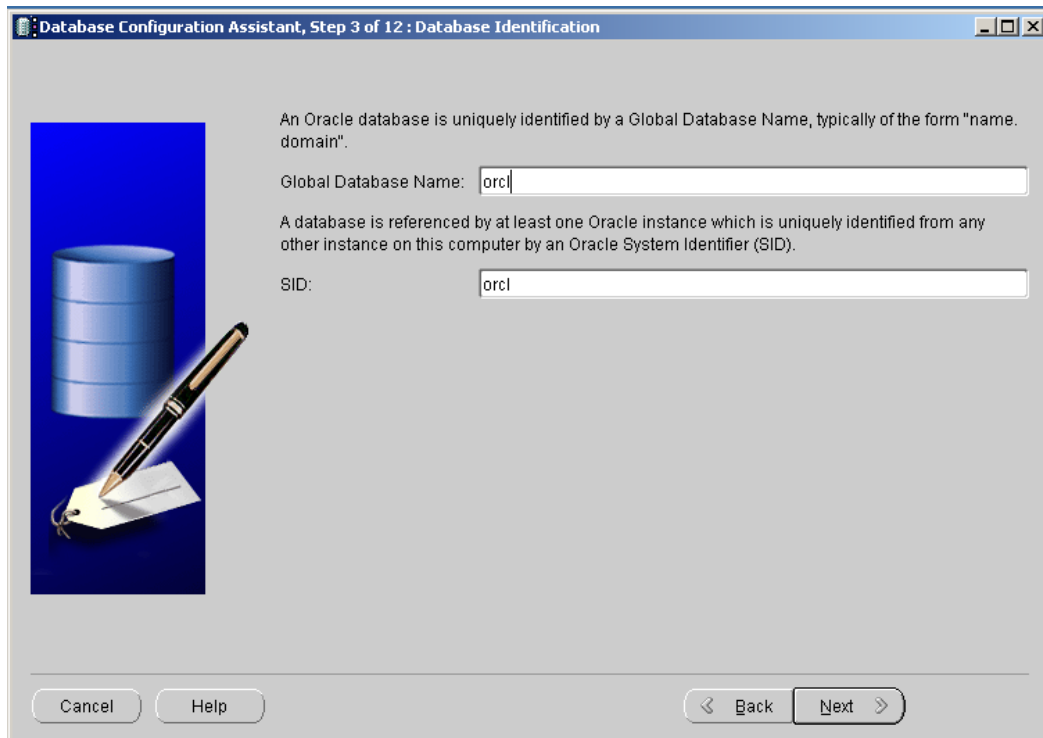 Database Configuration Assistant, Step 3 of 12 : Database Identification
An Oracle database is uniquely identified by a Global Database Name, typically of the form "name.
domain".
Global Database Name: orcl
A database is referenced by at least one Oracle instance which is uniquely identified from any
other instance on this computer by an Oracle System Identifier (SID).
SID: orcl
Cancel Help Back Next